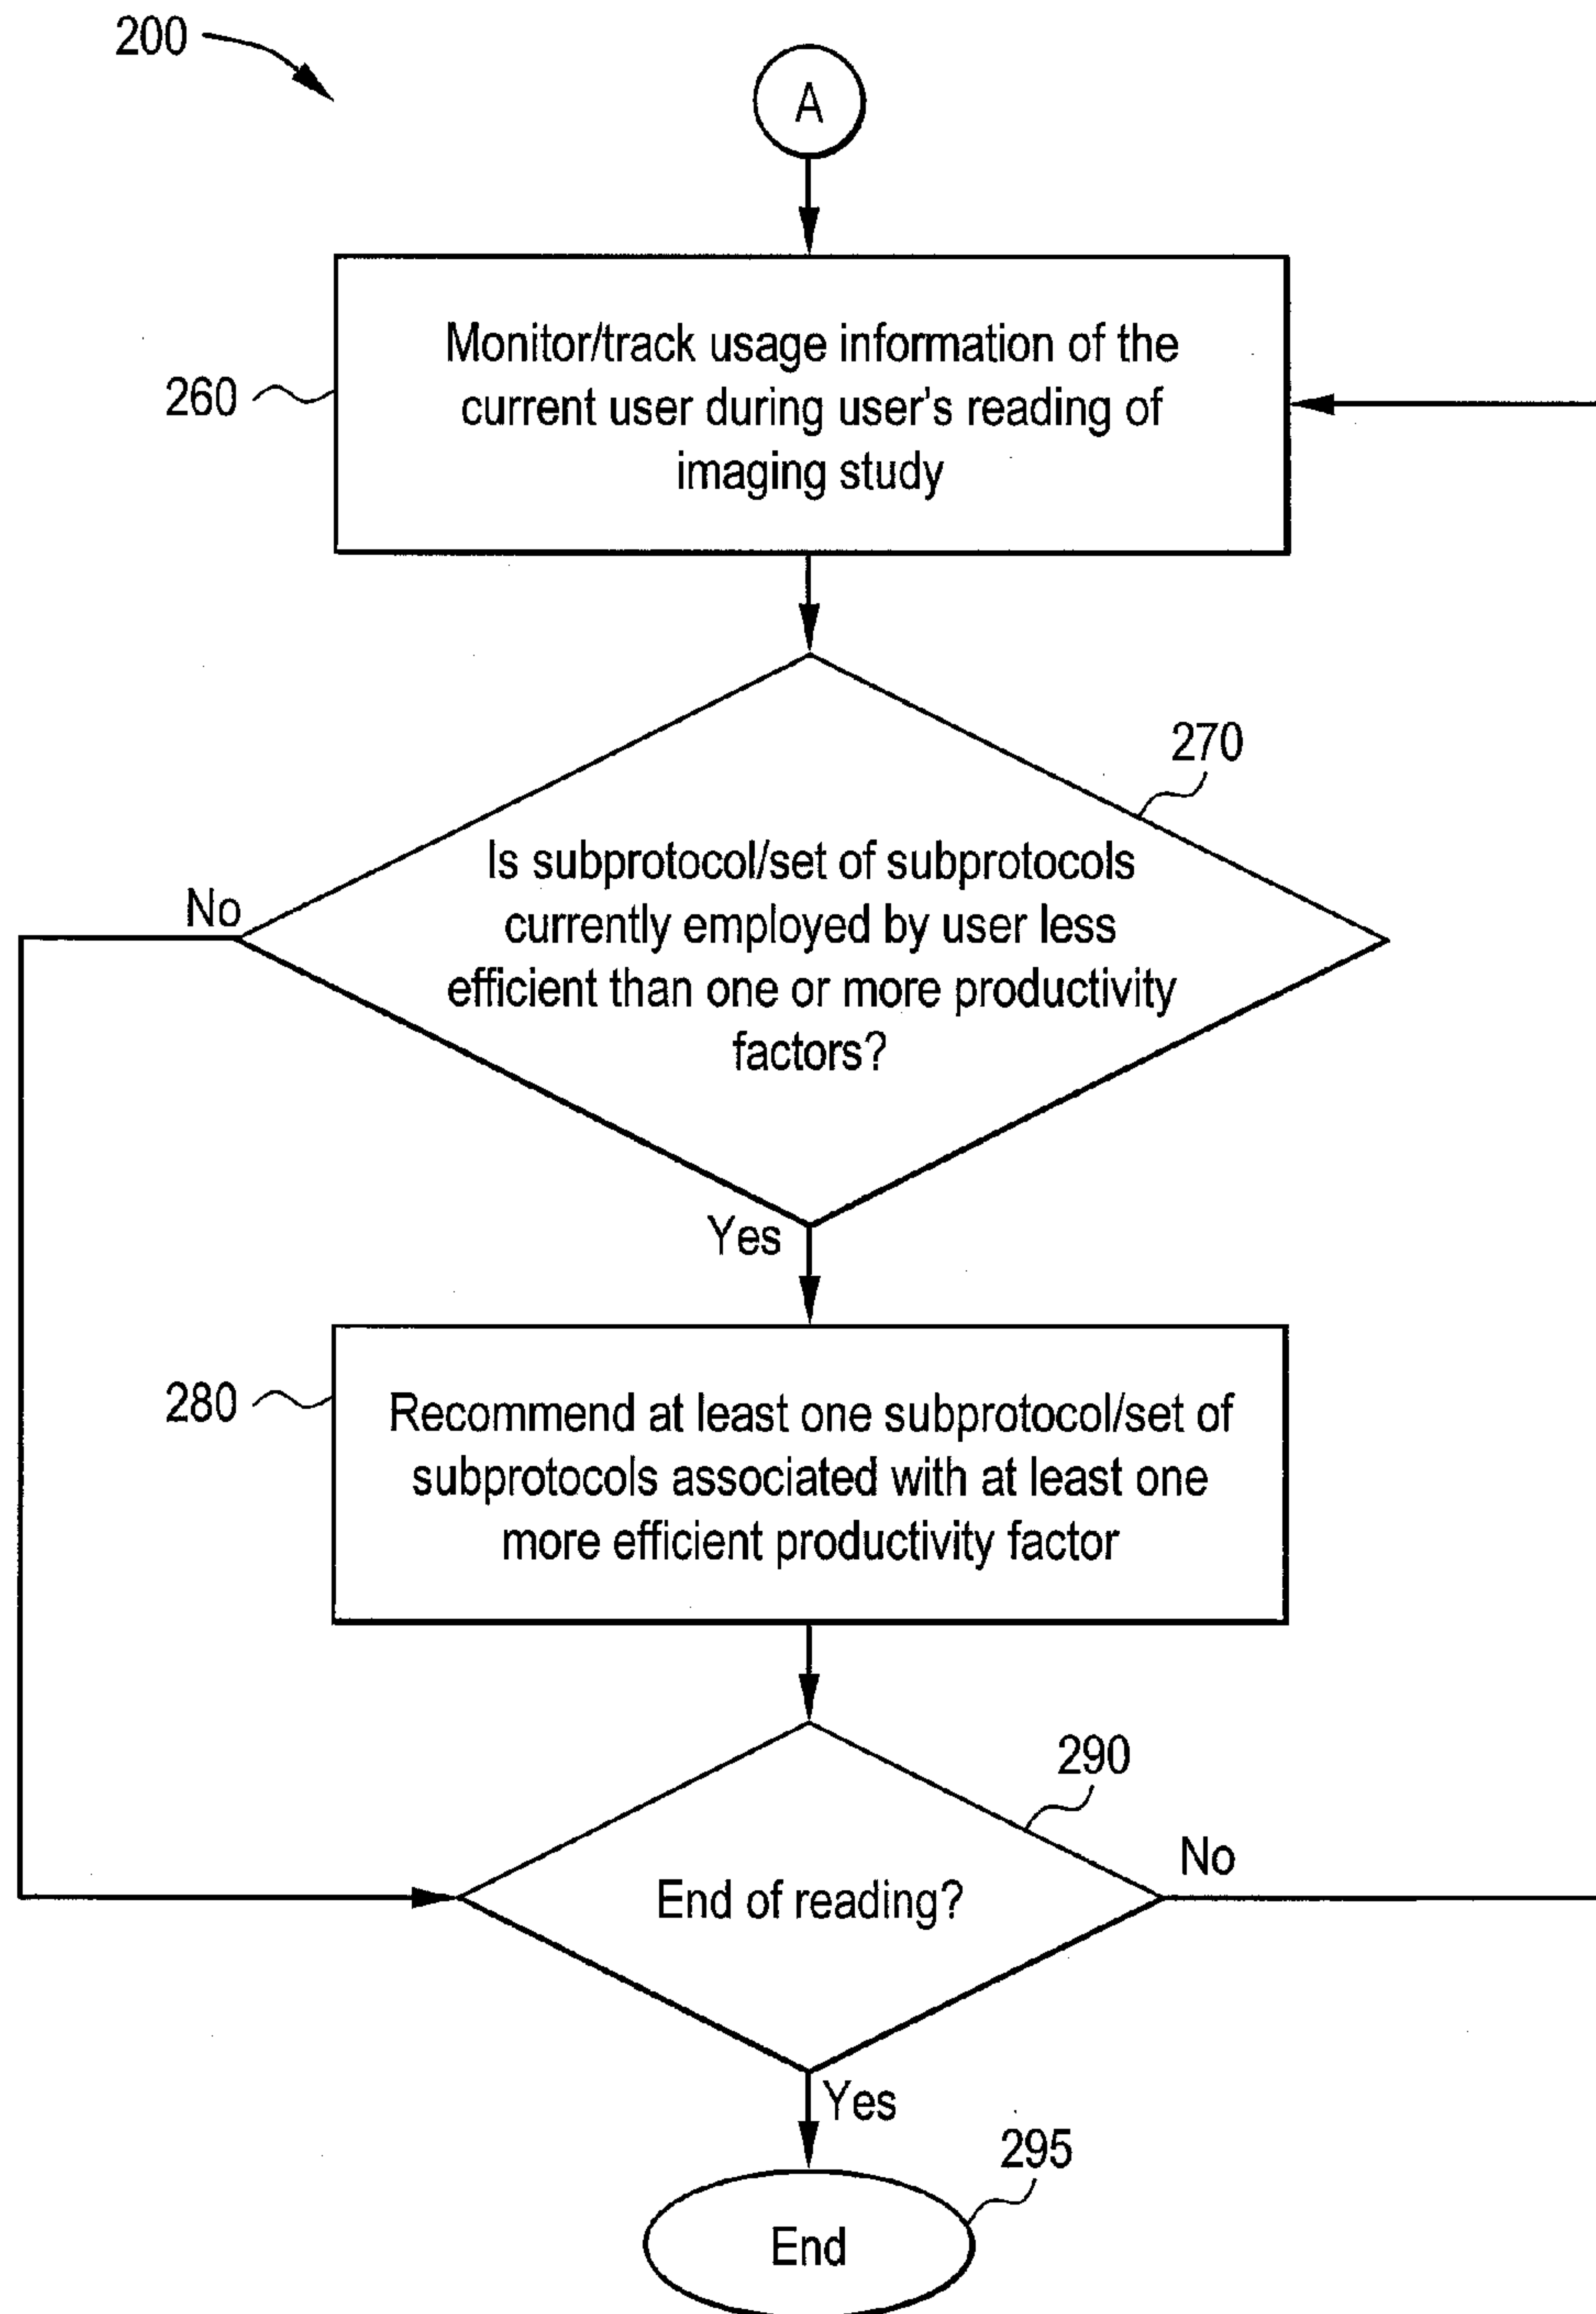 200
A
Monitor/track usage information of the
current user during user's reading of
imaging study
260
270
Is subprotocol/set of subprotocols
currently employed by user less
efficient than one or more productivity
factors?
No
Yes
280
Recommend at least one subprotocol/set of
subprotocols associated with at least one
more efficient productivity factor
290
End of reading?
No
Yes
295
End